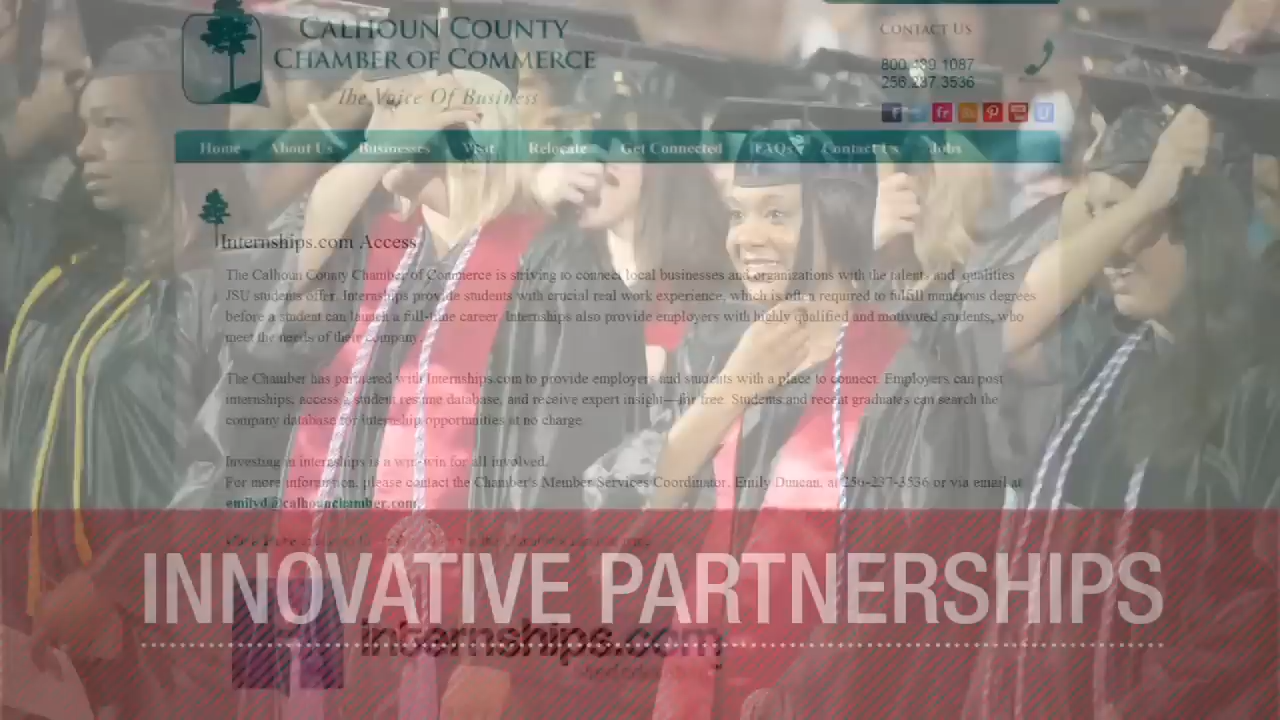 CALHOUN COUNTY
CHAMBER OF COMMERCE
The Voice Of Business
CONTACT US
800 489 1087
256 237 3536
Home About Us Businesses Visit Relocate Get Connected FAQs Contact Us Jobs
Internships.com Access
The Calhoun County Chamber of Commerce is striving to connect local businesses and organizations with the talents and qualities
JSU students offer. Internships provide students with crucial real work experience, which is often required to fulfill numerous degrees
before a student can launch a full-time career. Internships also provide employers with highly qualified and motivated students, who
meet the needs of their company.
The Chamber has partnered with Internships.com to provide employers and students with a place to connect. Employers can post
internships, access a student resume database, and receive expert insight—for free. Students and recent graduates can search the
company database for internship opportunities at no charge.
Investing in internships is a win-win for all involved.
For more information, please contact the Chamber's Member Services Coordinator, Emily Duncan, at 256-237-3536 or via email at
emilyd@calhounchamber.com.
INNOVATIVE PARTNERSHIPS
internships.com